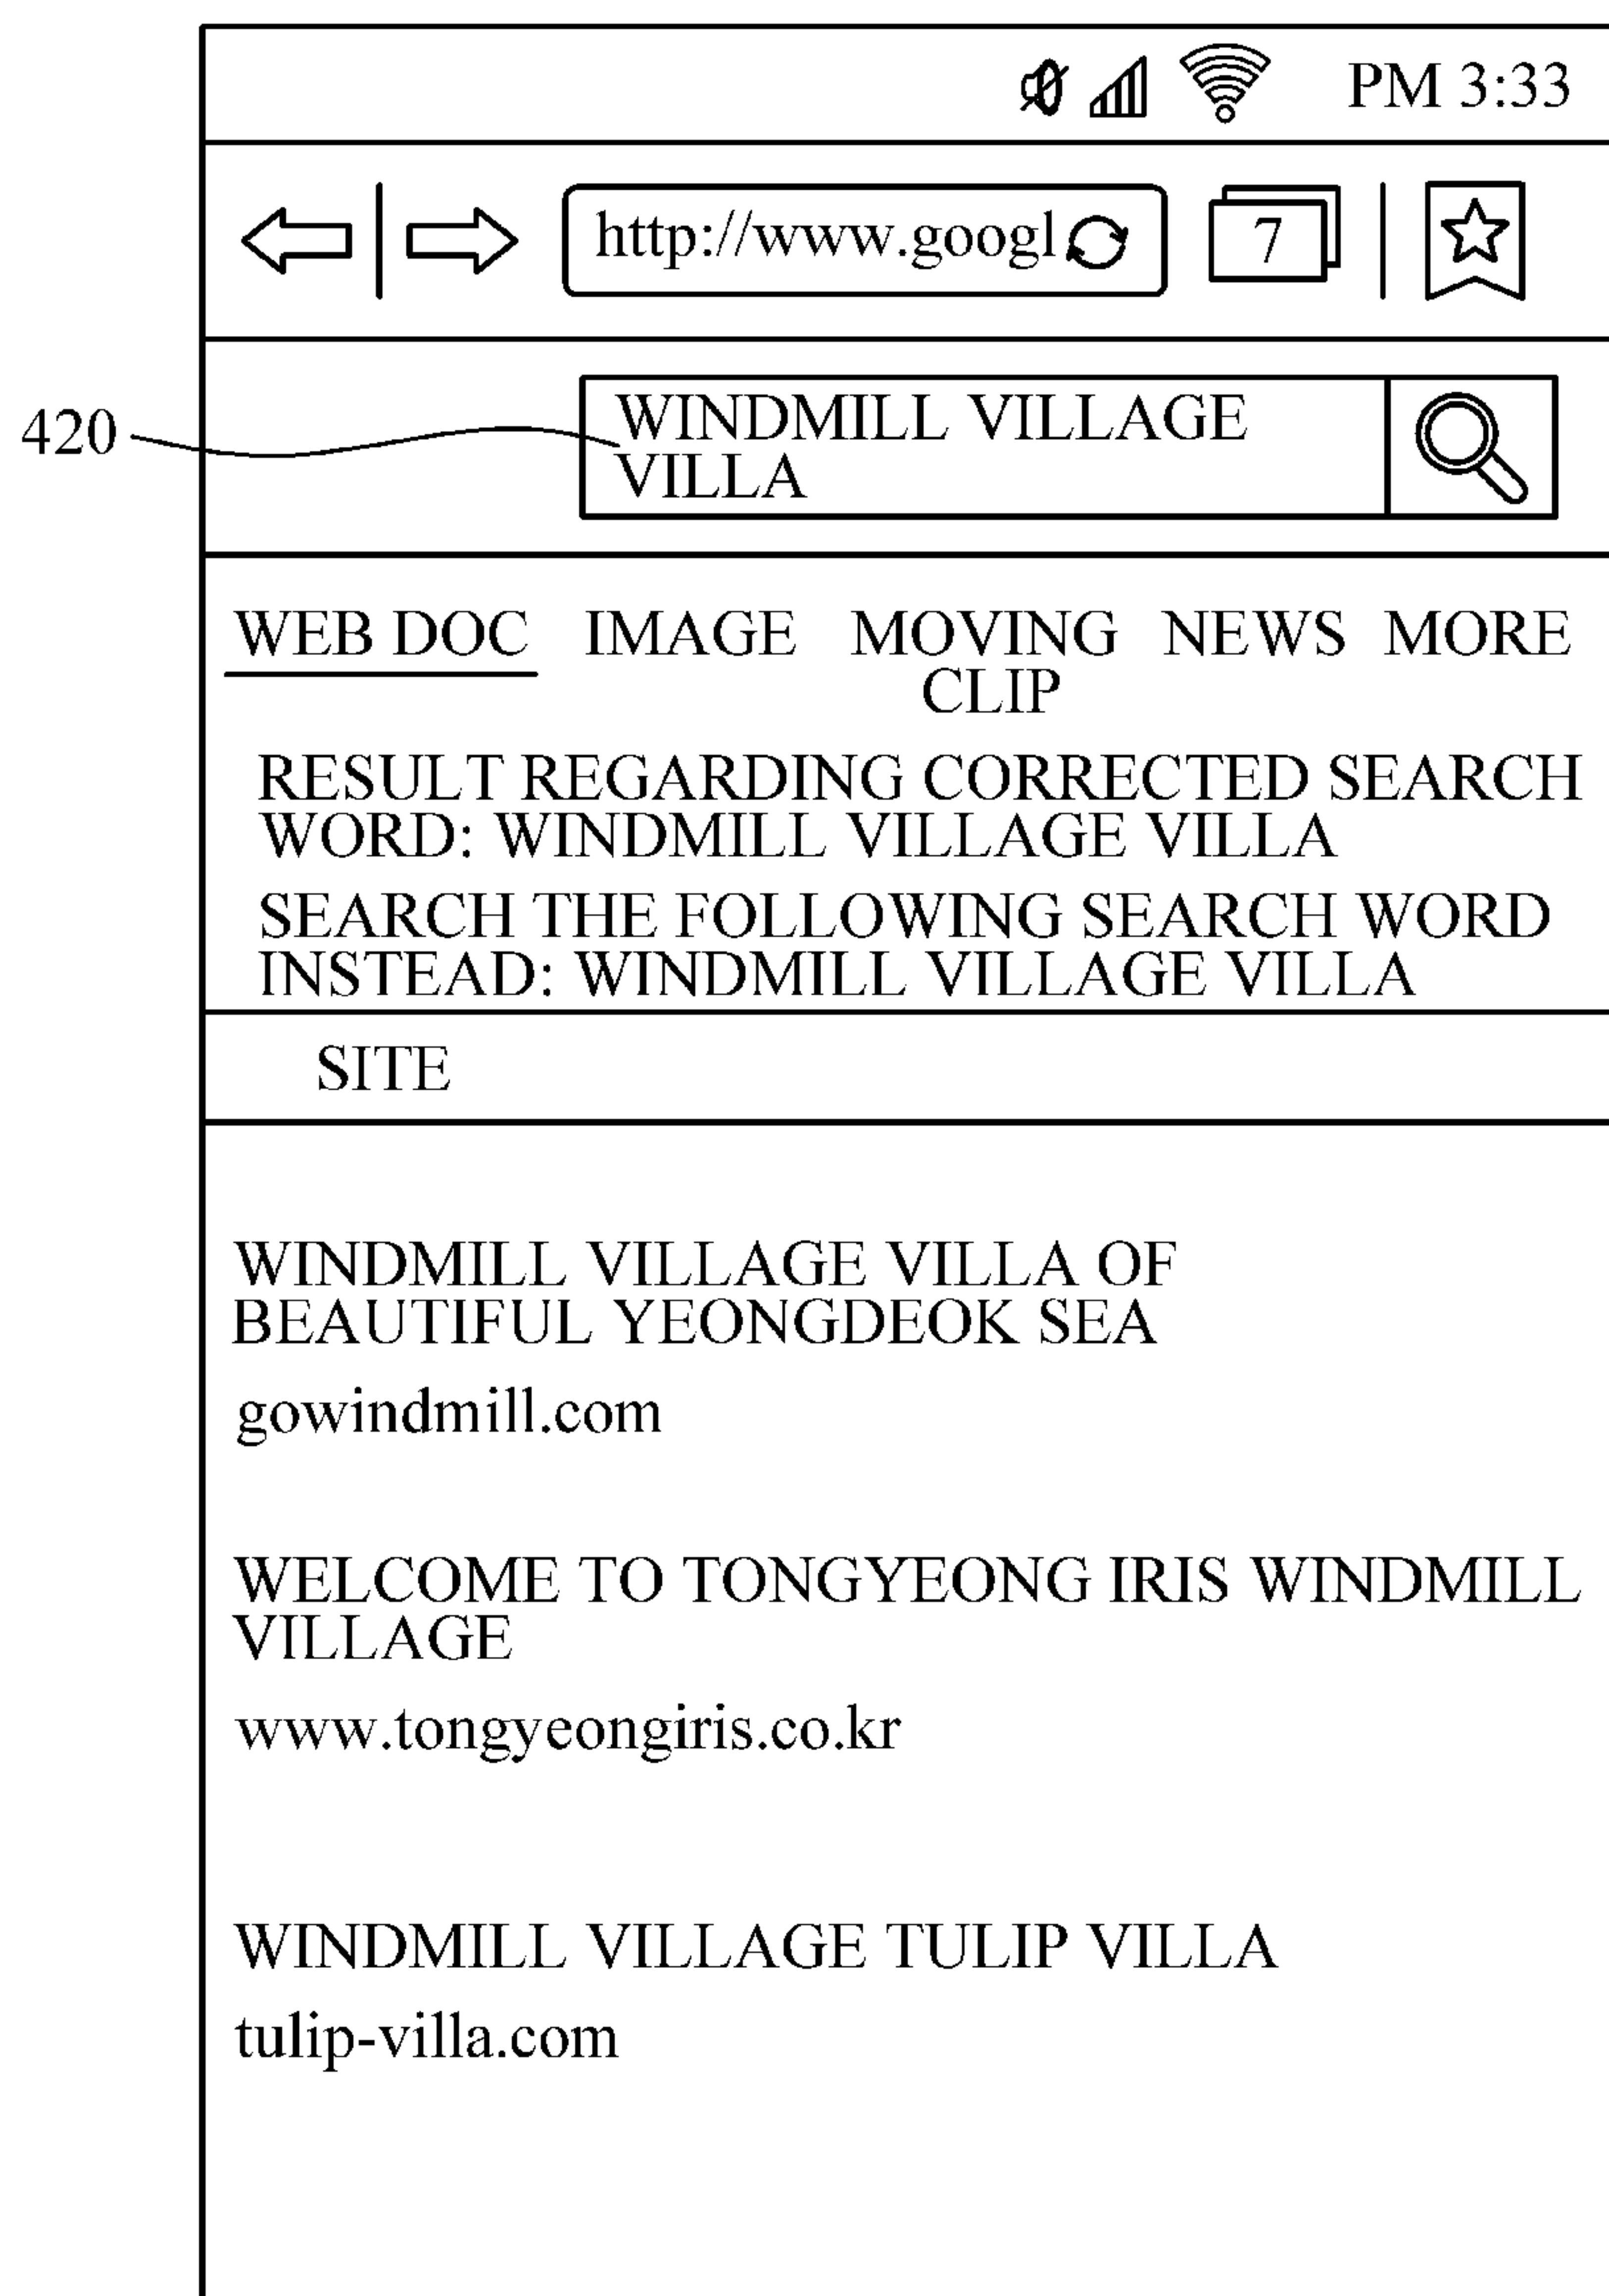 PM 3:33
http://www.googl
7
420
WINDMILL VILLAGE
VILLA
WEB DOC IMAGE MOVING NEWS MORE
CLIP
RESULT REGARDING CORRECTED SEARCH
WORD: WINDMILL VILLAGE VILLA
SEARCH THE FOLLOWING SEARCH WORD
INSTEAD: WINDMILL VILLAGE VILLA
SITE
WINDMILL VILLAGE VILLA OF
BEAUTIFUL YEONGDEOK SEA
gowindmill.com
WELCOME TO TONGYEONG IRIS WINDMILL
VILLAGE
www.tongyeongiris.co.kr
WINDMILL VILLAGE TULIP VILLA
tulip-villa.com